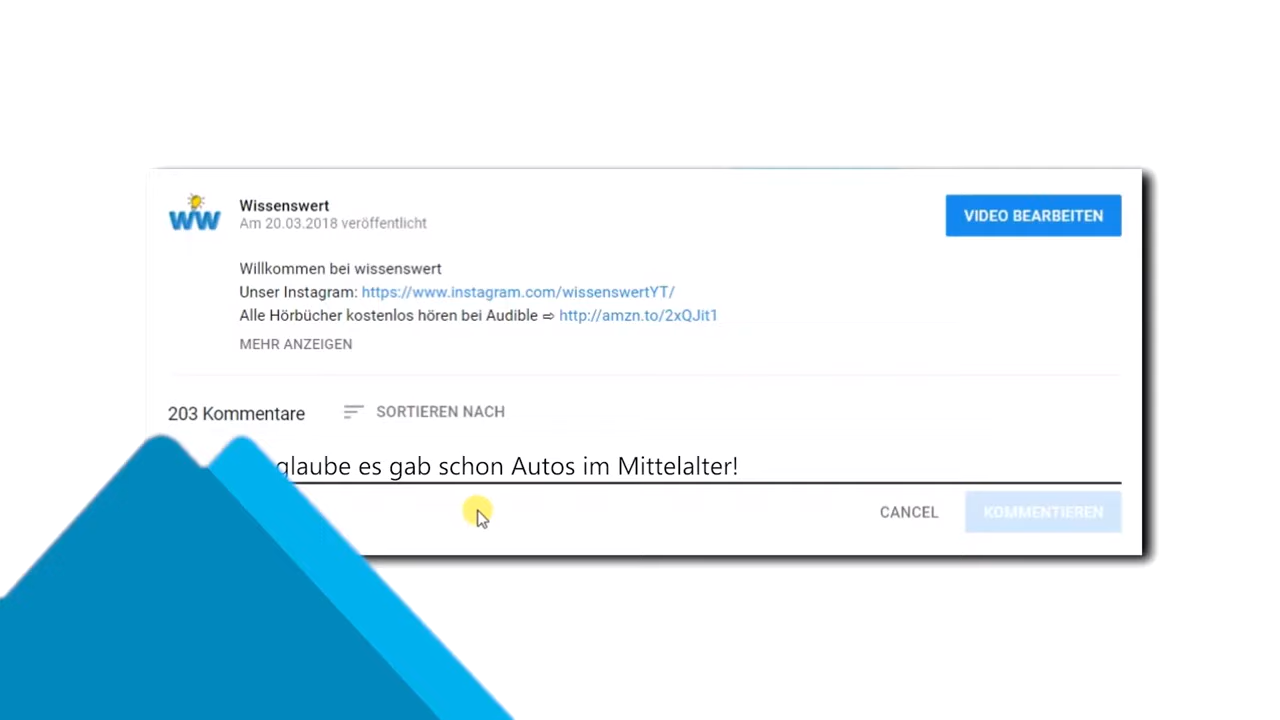 WW
Wissenswert
Am 20.03.2018 veröffentlicht
VIDEO BEARBEITEN
Willkommen bei wissenswert
Unser Instagram: https://www.instagram.com/wissenswertYT/
Alle Hörbücher kostenlos hören bei Audible ⇨ http://amzn.to/2xQJit1
MEHR ANZEIGEN
203 Kommentare
SORTIEREN NACH
glaube es gab schon Autos im Mittelalter!
CANCEL
KOMMENTIEREN